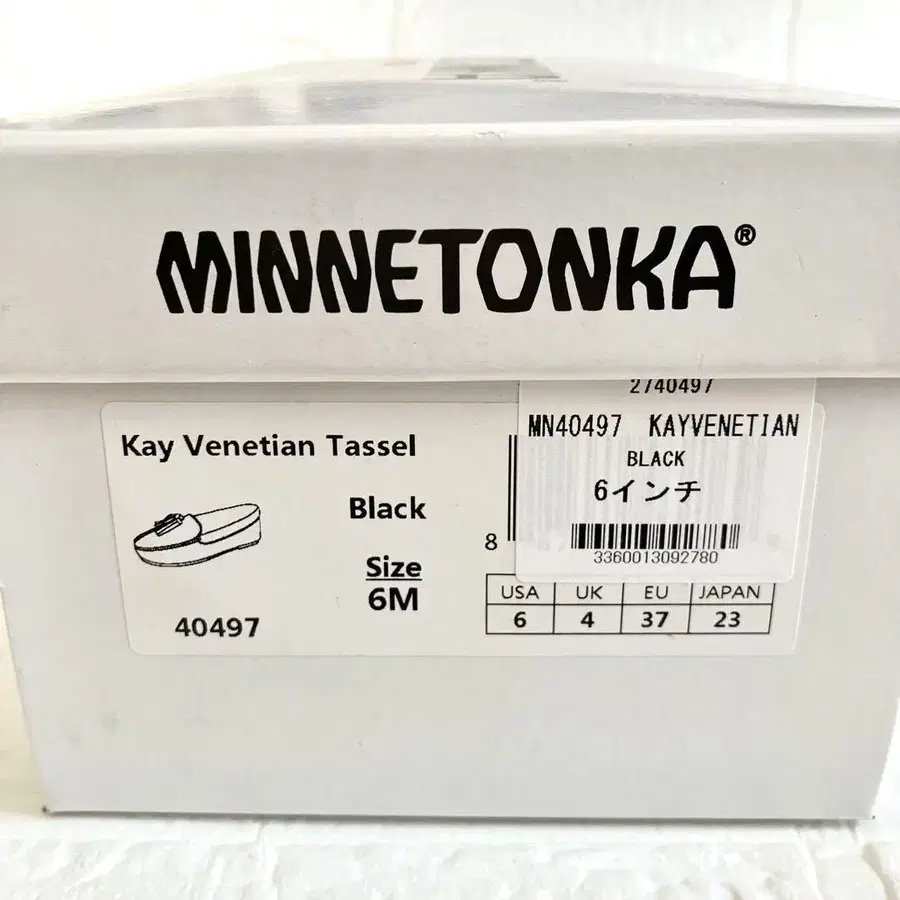 MINNETONKA®
Kay Venetian Tassel
Black
Size
6M
40497
2740497
MN40497 KAYVENETIAN
BLACK
6インチ
3360013092780
8
USA UK EU JAPAN
6 4 37 23